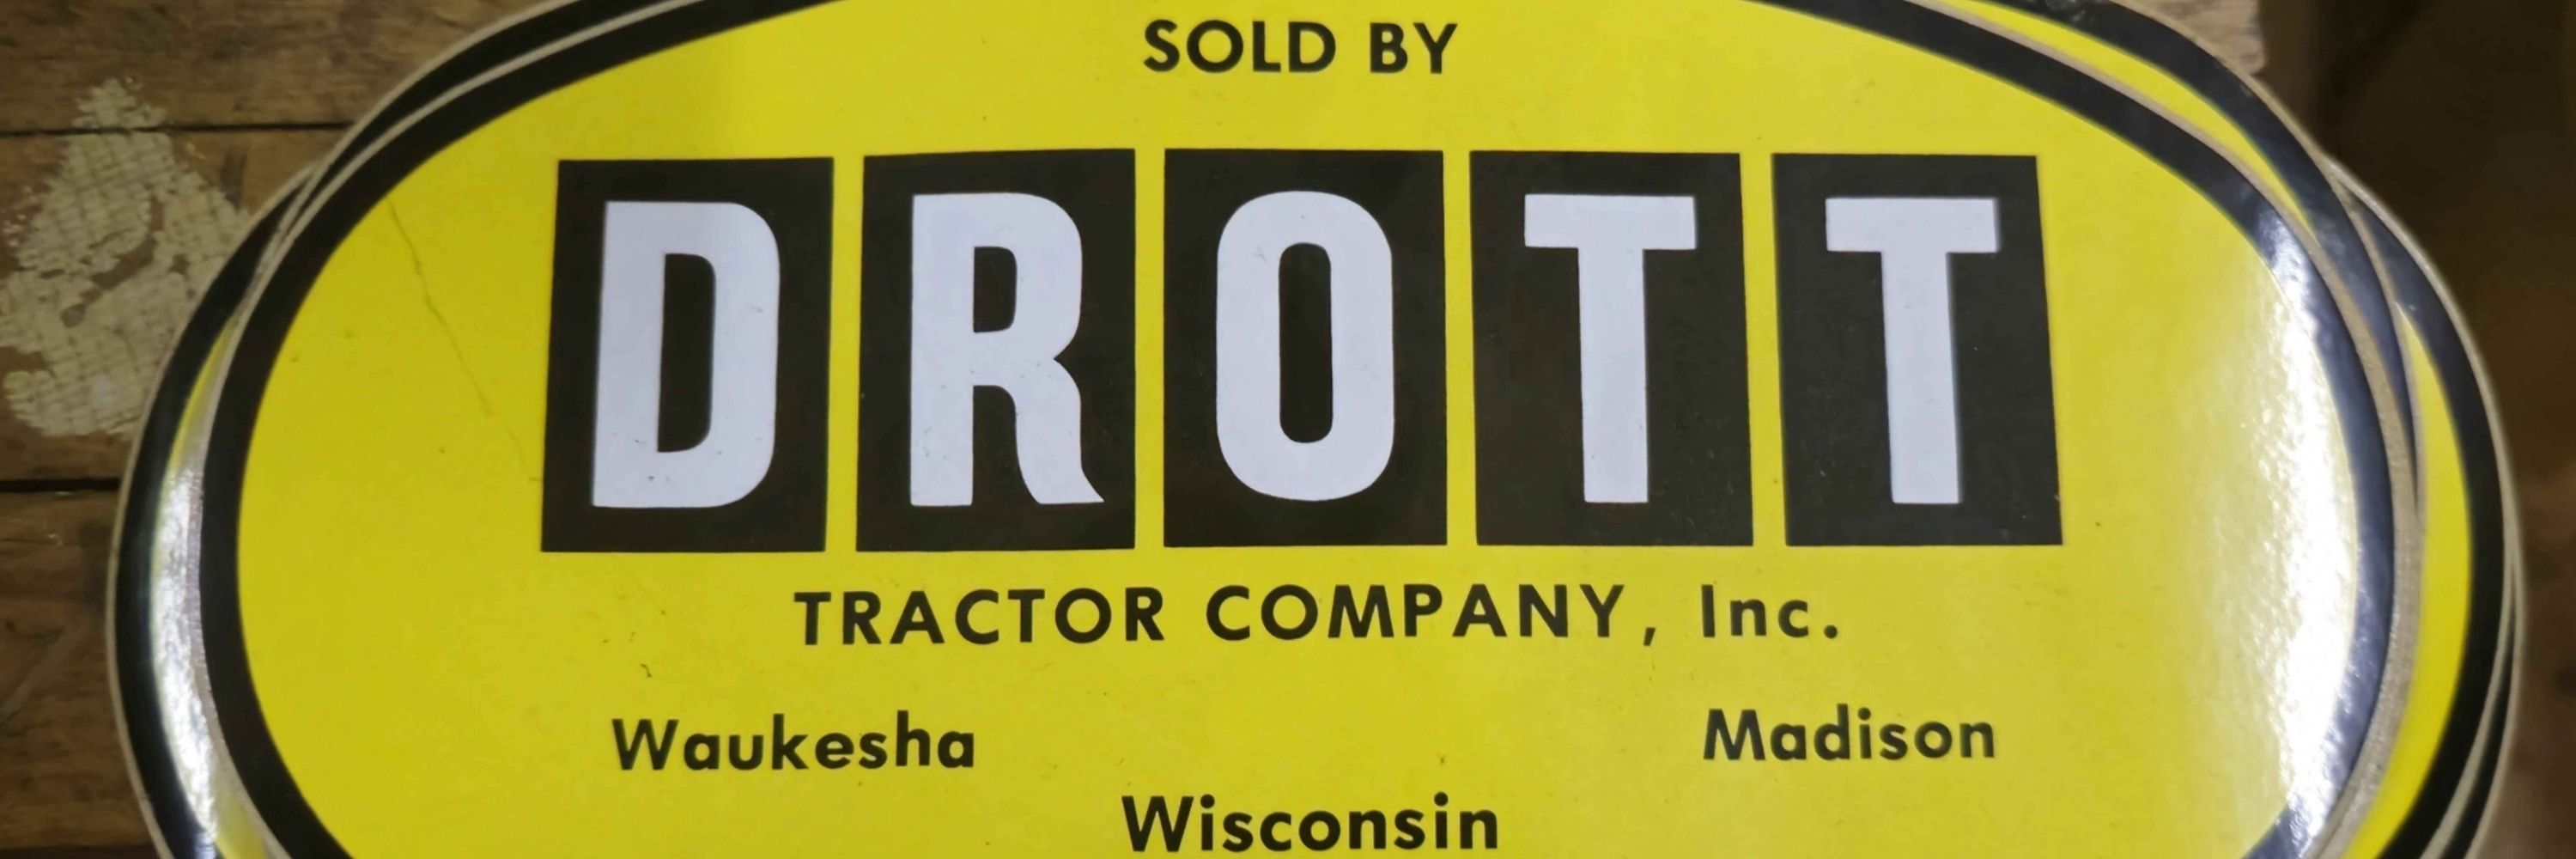 SOLD BY
DROTT
TRACTOR COMPANY, Inc.
Waukesha Madison
Wisconsin